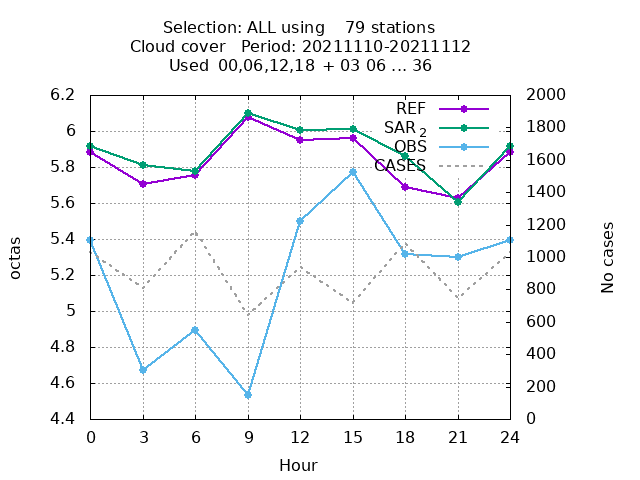 Selection: ALL using    79 stations
Cloud cover   Period: 20211110-20211112
Used  00,06,12,18 + 03 06 ... 36
6.2
6
5.8
5.6
5.4
5.2
5
4.8
4.6
4.4
octas
2000
1800
1600
1400
1200
1000
800
600
400
200
0
No cases
REF
SAR 2
OBS
CASES
0 3 6 9 12 15 18 21 24
Hour